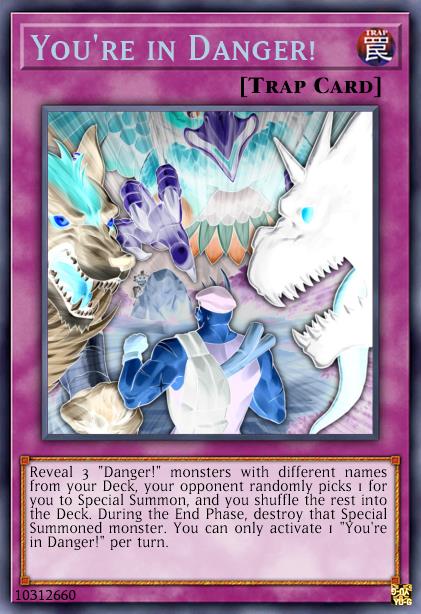 You're in Danger!
TRAP
罠
[Trap Card]
Reveal 3 "Danger!" monsters with different names
from your Deck, your opponent randomly picks 1 for
you to Special Summon, and you shuffle the rest into
the Deck. During the End Phase, destroy that Special
Summoned monster. You can only activate 1 "You're
in Danger!" per turn.
10312660